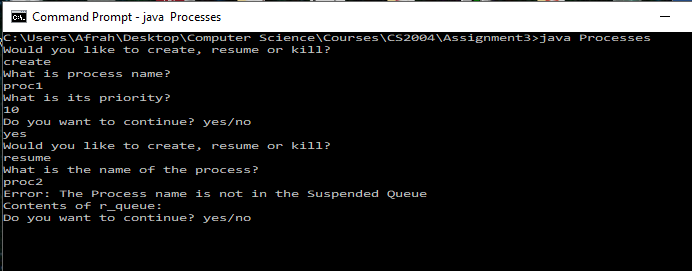 Command Prompt - java  Processes
C:\Users\Afrah\Desktop\Computer Science\Courses\CS2004\Assignment3>java Processes
Would you like to create, resume or kill?
create
What is process name?
proc1
What is its priority?
10
Do you want to continue? yes/no
yes
Would you like to create, resume or kill?
resume
What is the name of the process?
proc2
Error: The Process name is not in the Suspended Queue
Contents of r_queue:
Do you want to continue? yes/no